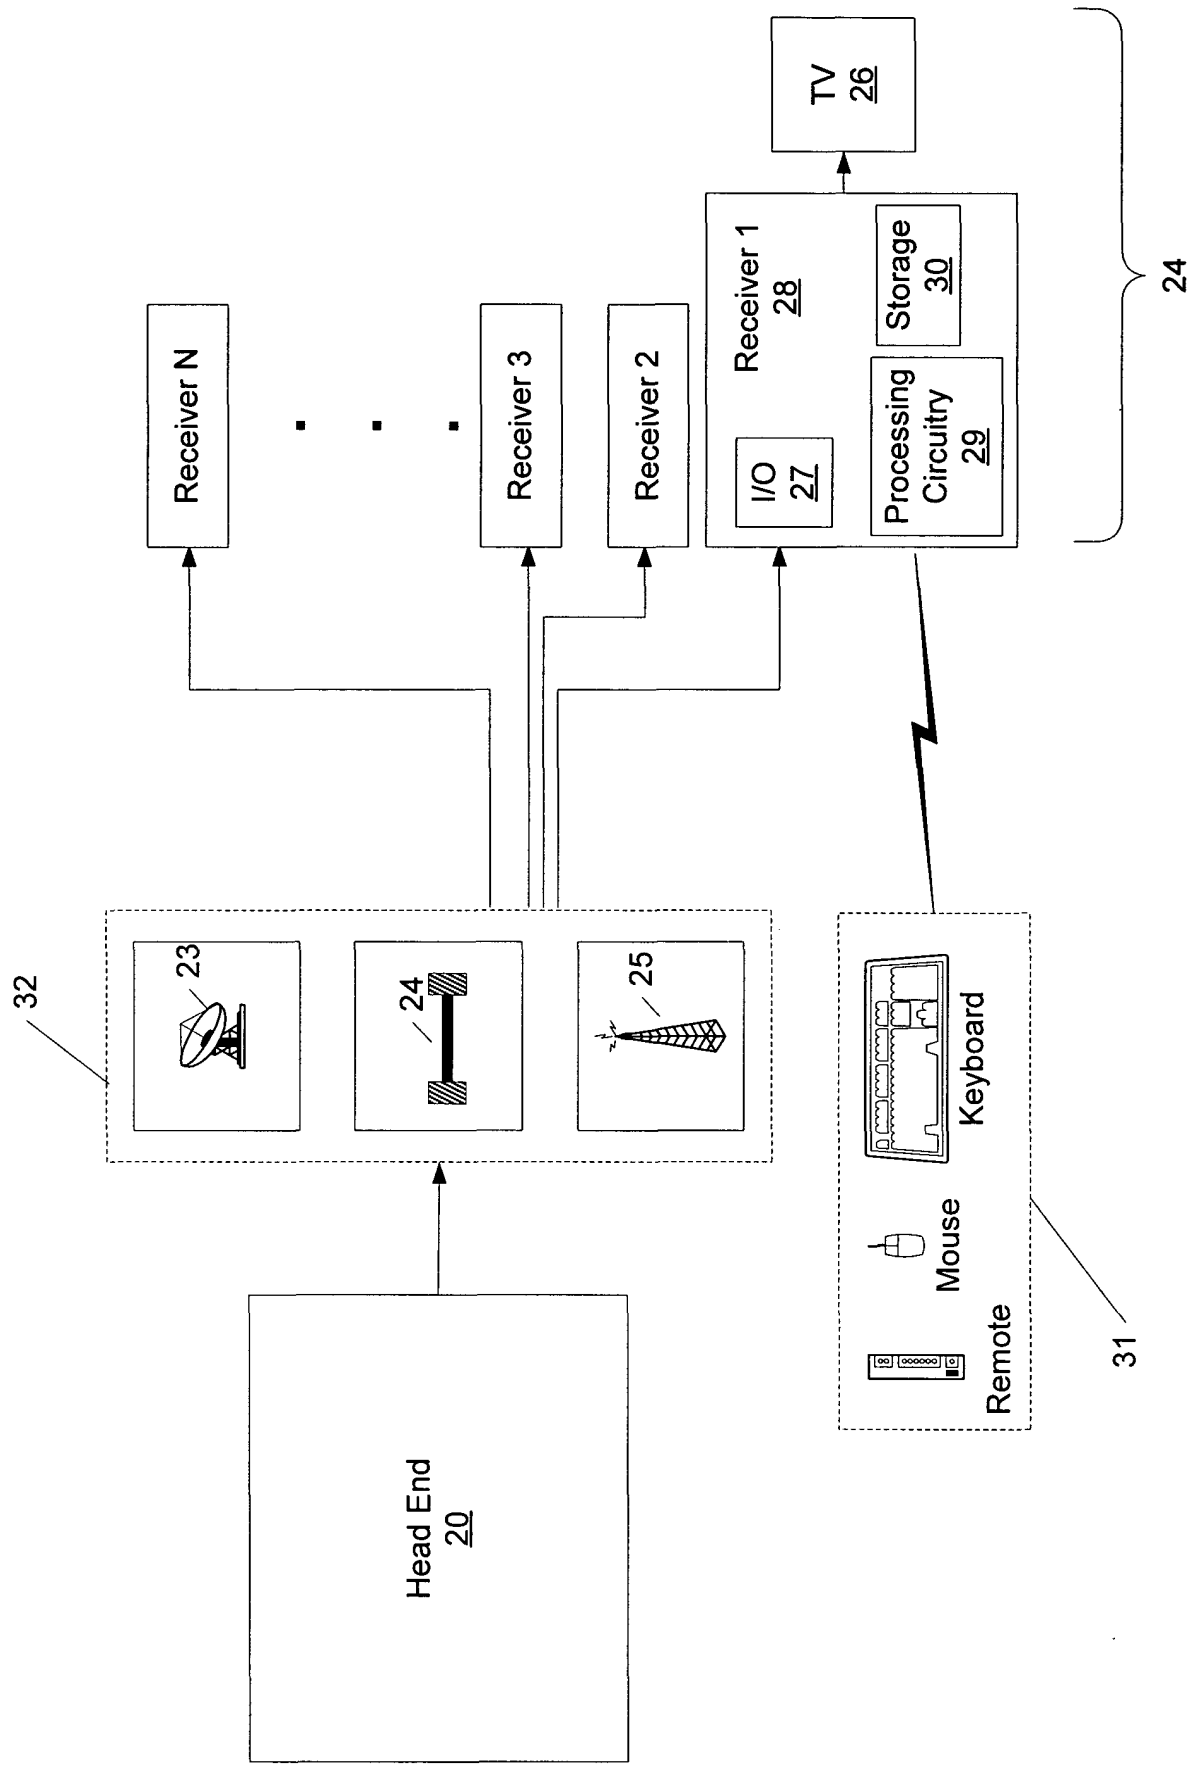 32
23
24
25
Head End
20
Receiver N
Receiver 3
Receiver 2
Receiver 1
28
I/O
27
Processing
Circuitry
29
Storage
30
TV
26
24
Remote
Mouse
Keyboard
31